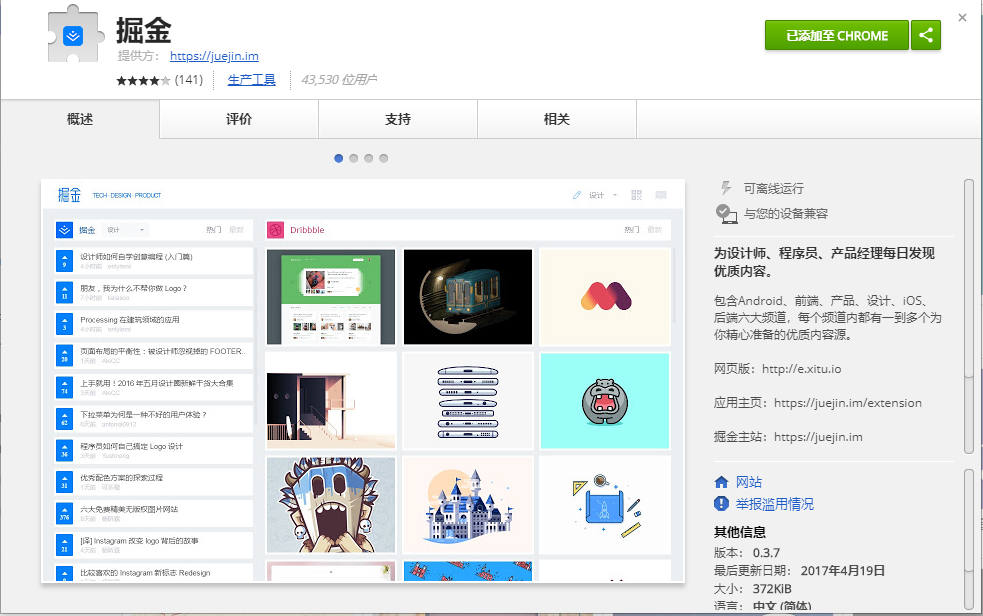 掘金
提供方： https://juejin.im
(141) 生产工具 43,530 位用户
已添加至 CHROME
概述 评价 支持 相关
掘金 TECH·DESIGN·PRODUCT 设计
掘金 设计 热门 最新
9 设计师如何自学创意编程 (入门篇)
4小时前
11 朋友，我为什么不帮你做 Logo？
7小时前
3 Processing 在建筑领域的应用
20 页面布局的平衡性：被设计师忽视掉的 FOOTER..
1天前
74 上手就用！2016 年五月设计圈新鲜干货大合集
62 下拉菜单为何是一种不好的用户体验？
36 程序员如何自己搞定 Logo 设计
31 优秀配色方案的探索过程
376 六大免费精美无版权图片网站
21 [译] Instagram 改变 logo 背后的故事
比较喜欢的 Instagram 新标志 Redesign
Dribbble 热门 最新
可离线运行
与您的设备兼容
为设计师、程序员、产品经理每日发现
优质内容。
包含Android、前端、产品、设计、iOS、
后端六大频道，每个频道内都有一到多个为
你精心准备的优质内容源。
网页版：http://e.xitu.io
应用主页：https://juejin.im/extension
掘金主站：https://juejin.im
网站
举报滥用情况
其他信息
版本： 0.3.7
最后更新日期： 2017年4月19日
大小： 372KiB
语言： 中文 (简体)